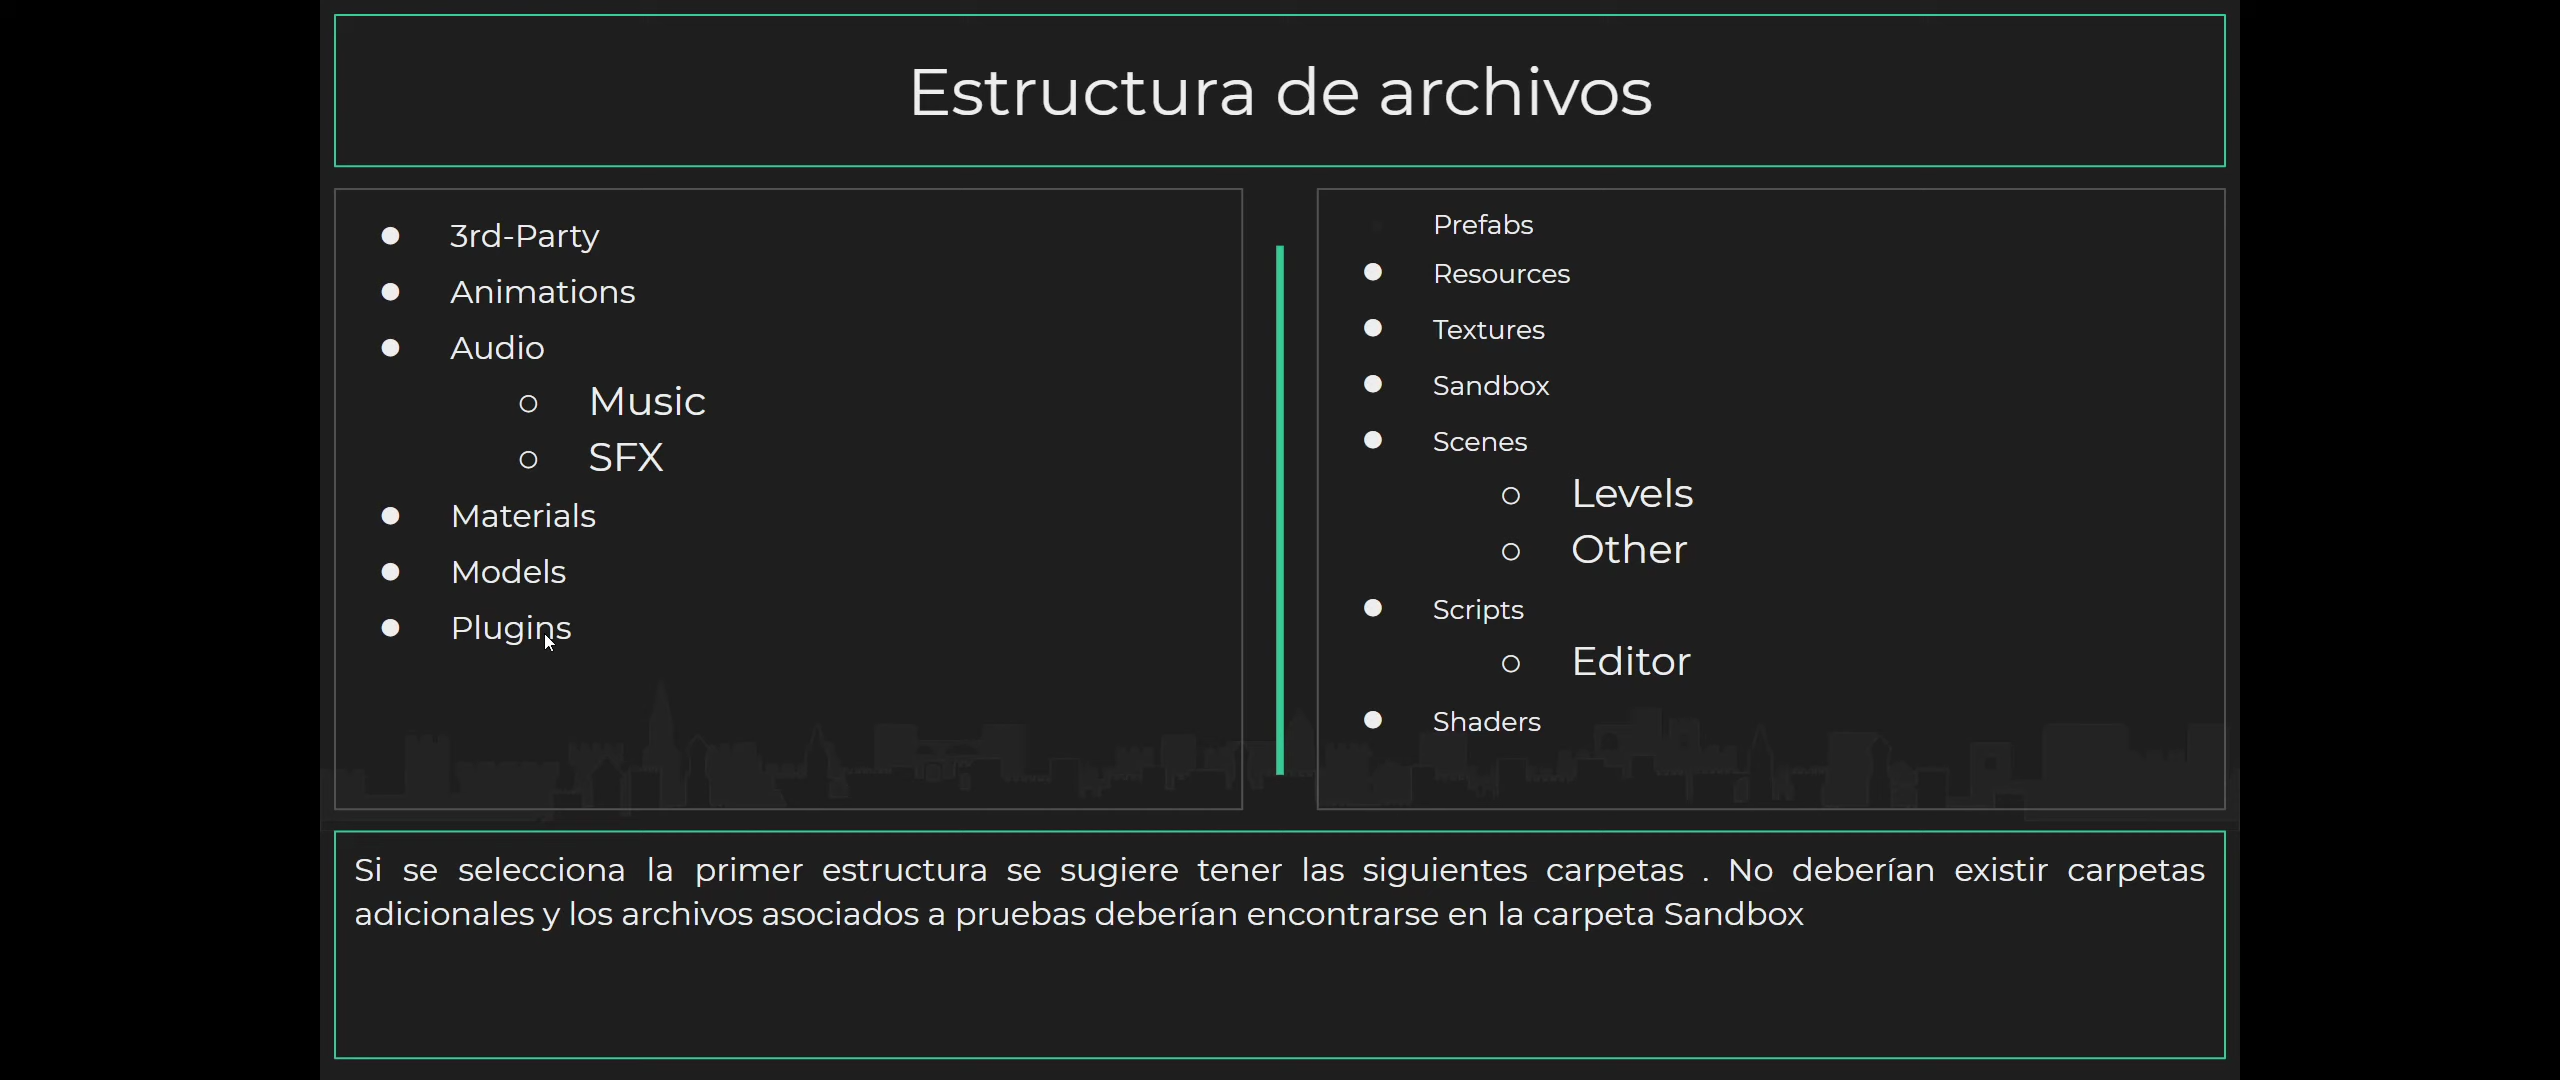 Estructura de archivos
● 3rd-Party
● Animations
● Audio
○ Music
○ SFX
● Materials
● Models
● Plugins
Prefabs
● Resources
● Textures
● Sandbox
● Scenes
○ Levels
○ Other
● Scripts
○ Editor
● Shaders
Si se selecciona la primer estructura se sugiere tener las siguientes carpetas . No deberían existir carpetas
adicionales y los archivos asociados a pruebas deberían encontrarse en la carpeta Sandbox